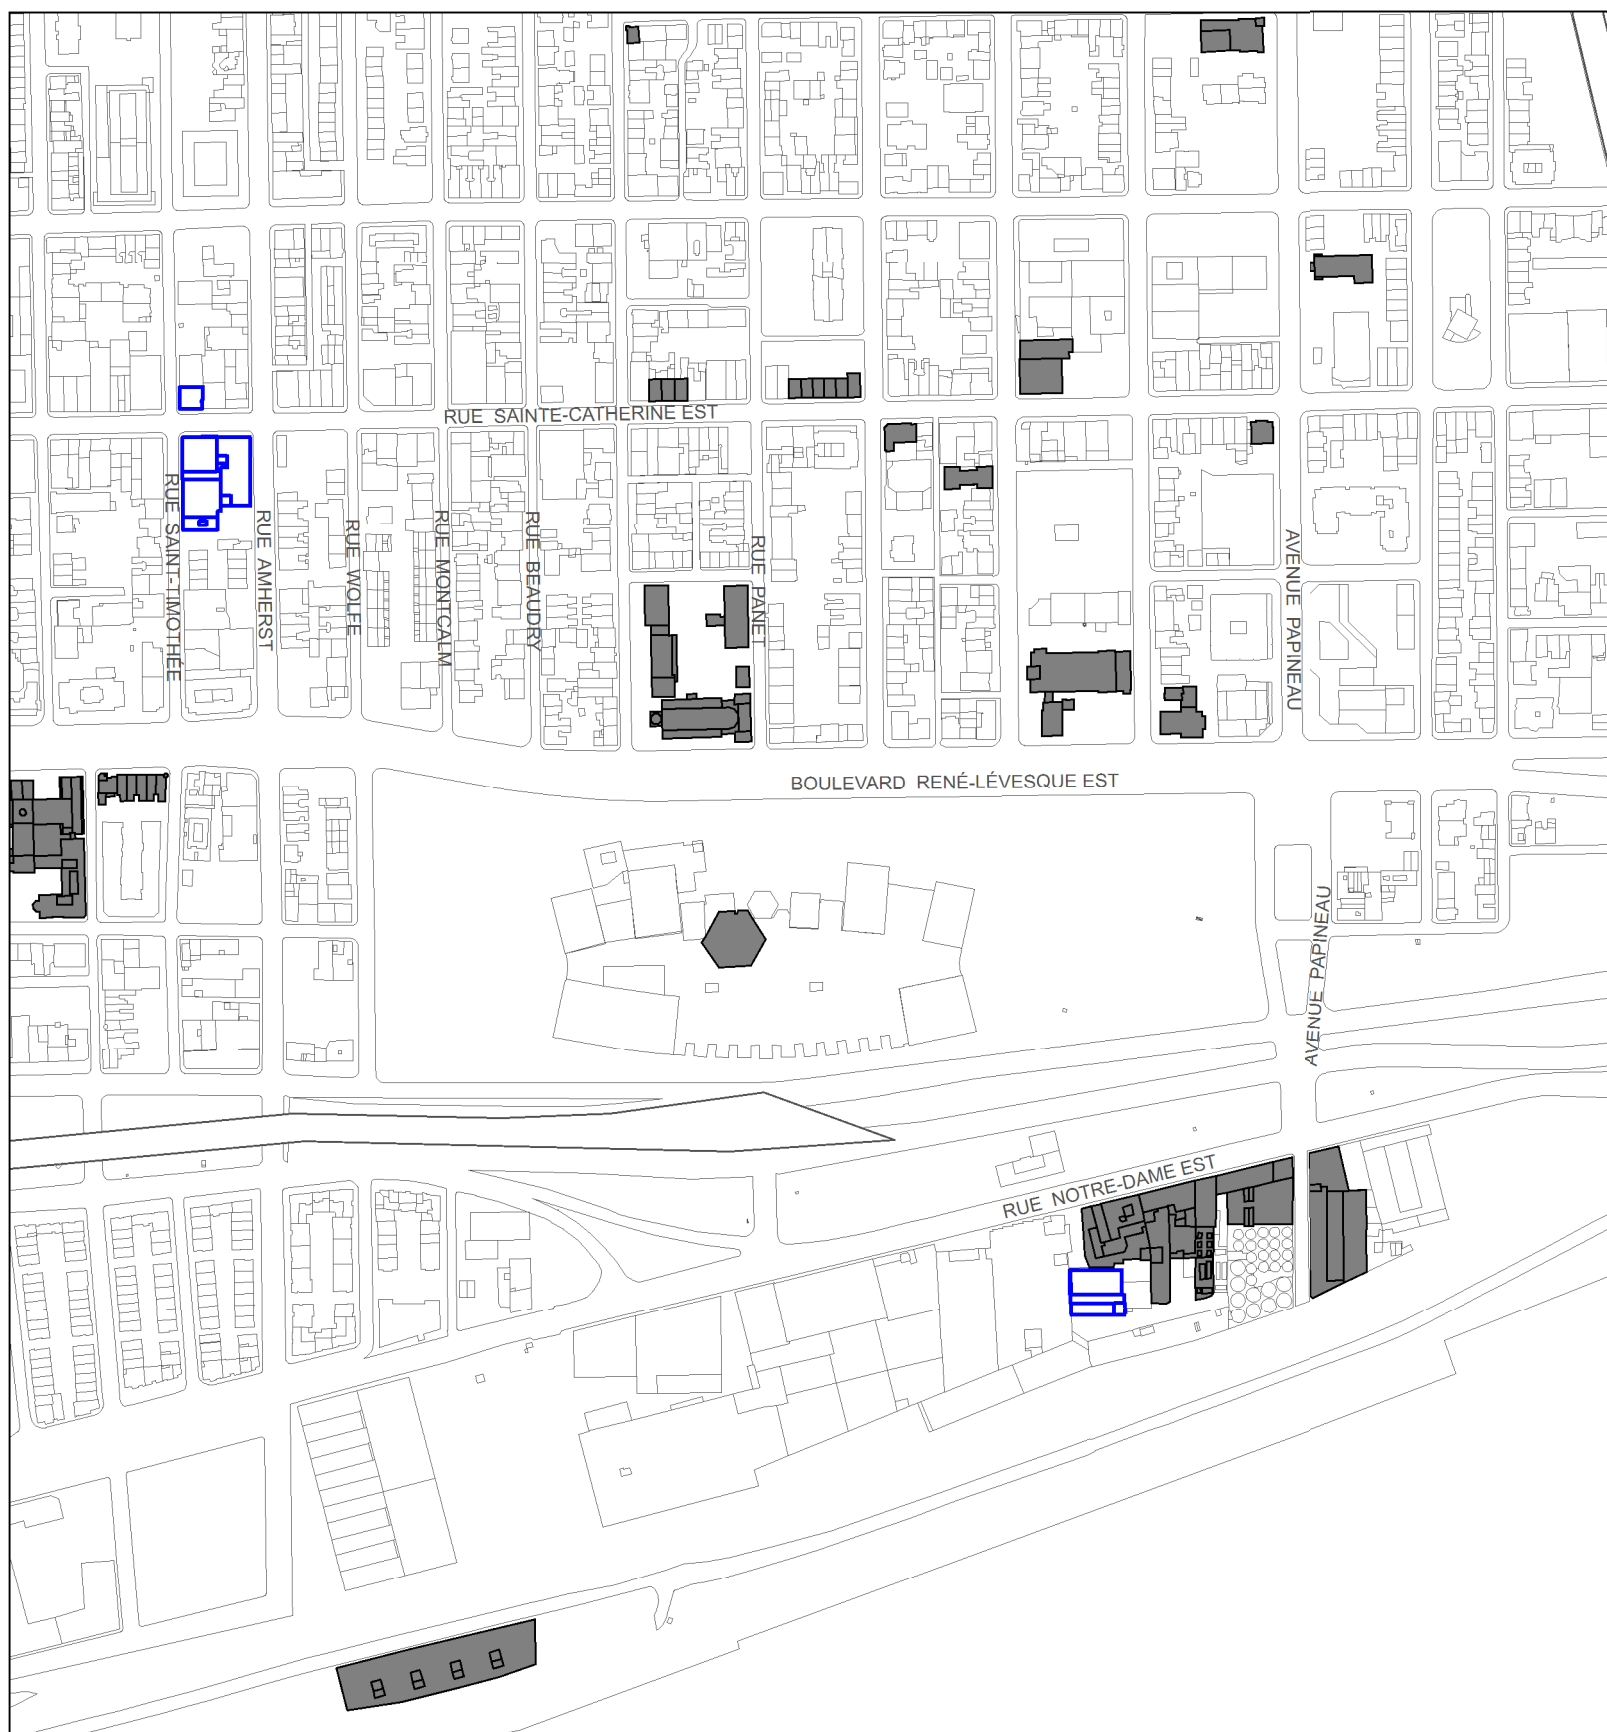 RUE SAINTE-CATHERINE EST
RUE SAINT-TIMOTHÉE
RUE AMHERST
RUE WOLFE
RUE MONTCALM
RUE BEAUDRY
RUE PANET
AVENUE PAPINEAU
BOULEVARD RENÉ-LÉVESQUE EST
AVENUE PAPINEAU
RUE NOTRE-DAME EST